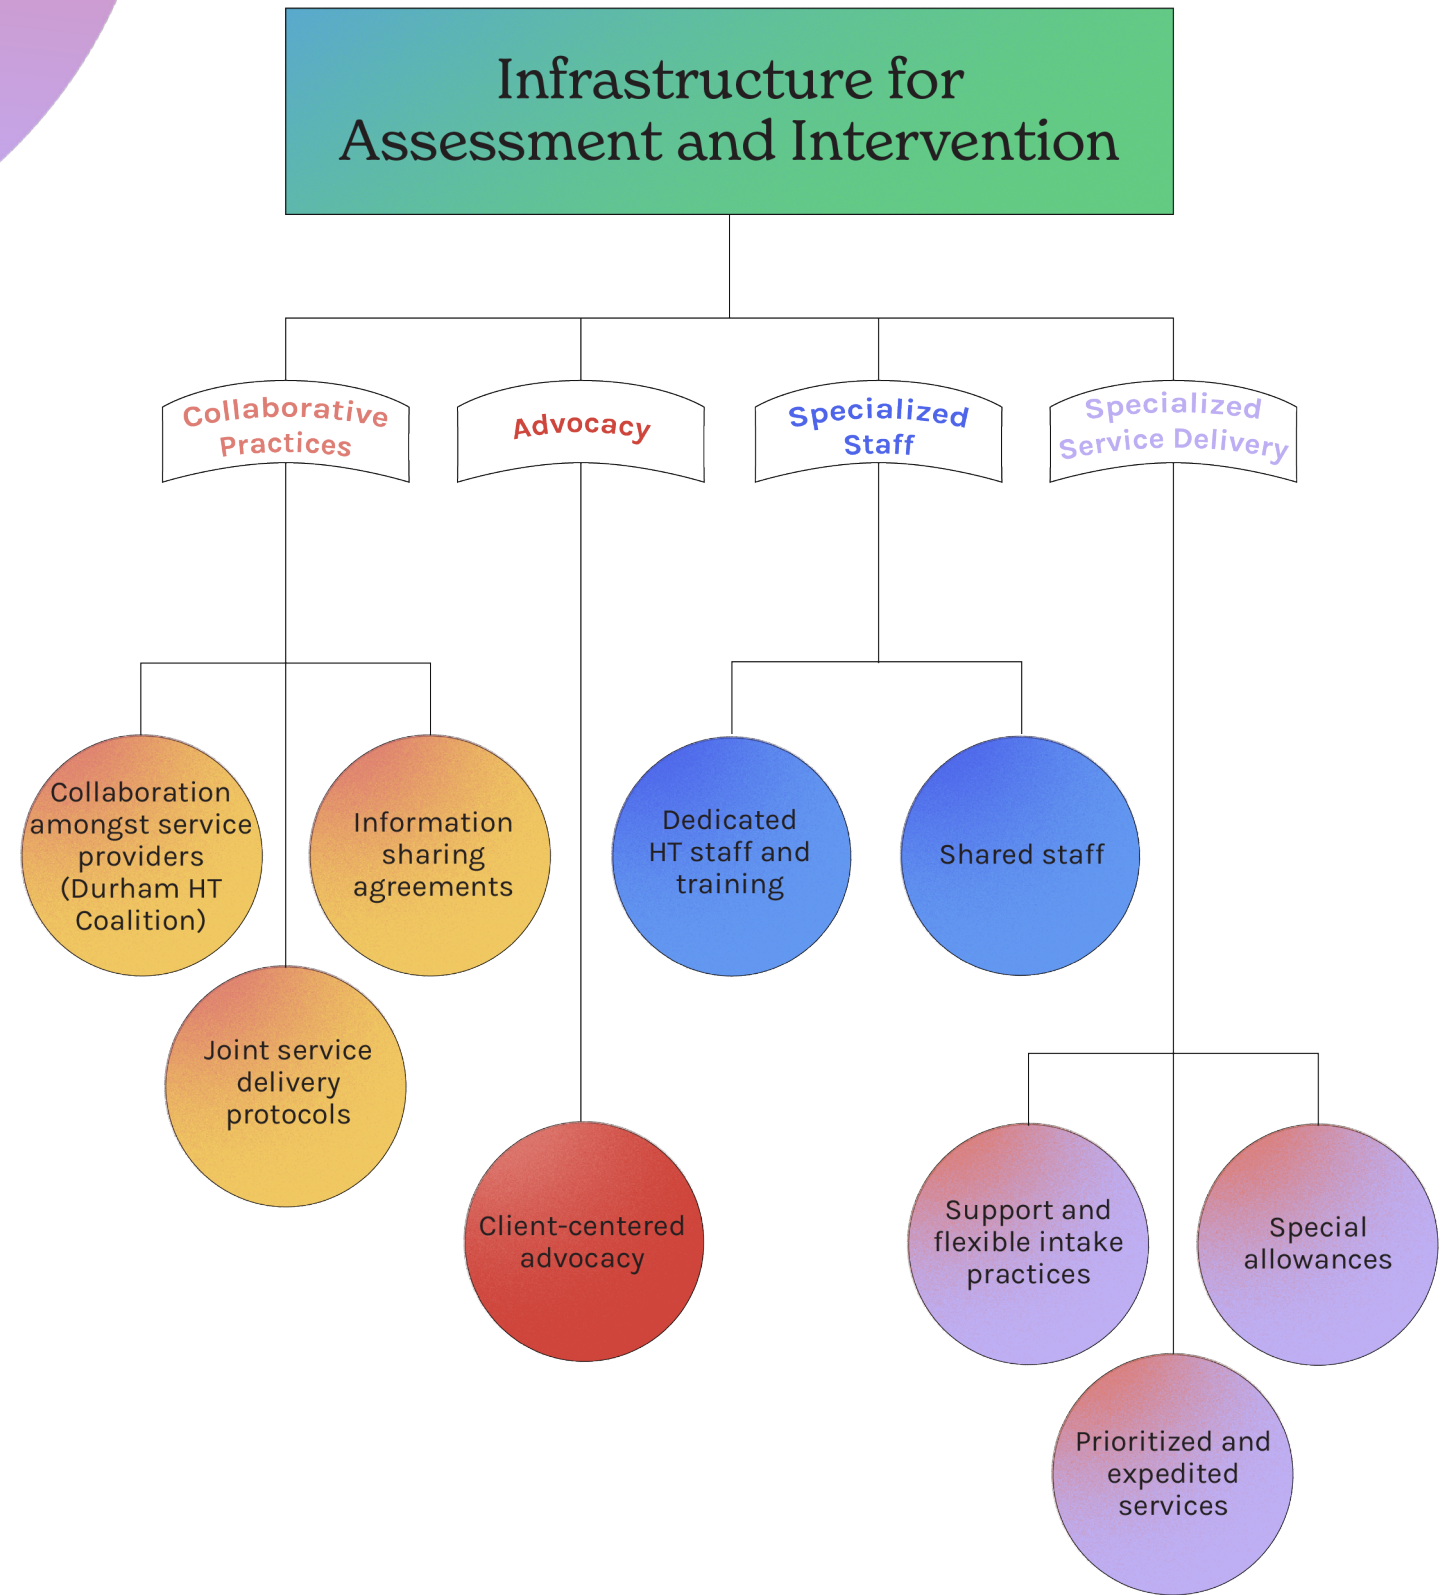 Infrastructure for
Assessment and Intervention
Collaborative
Practices
Advocacy
Specialized
Staff
Specialized
Service Delivery
Collaboration
amongst service
providers
(Durham HT
Coalition)
Information
sharing
agreements
Joint service
delivery
protocols
Client-centered
advocacy
Dedicated
HT staff and
training
Shared staff
Support and
flexible intake
practices
Special
allowances
Prioritized and
expedited
services